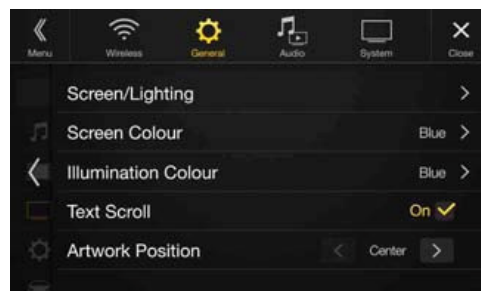 Menu Wireless General Audio System Close
Screen/Lighting
Screen Colour Blue
Illumination Colour Blue
Text Scroll On
Artwork Position Center